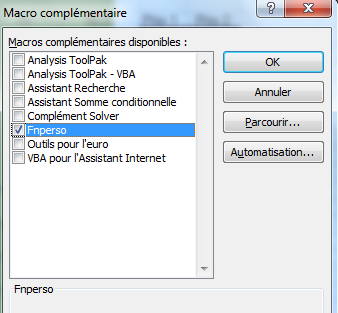 Macro complémentaire
?
Macros complémentaires disponibles :
Analysis ToolPak
Analysis ToolPak - VBA
Assistant Recherche
Assistant Somme conditionnelle
Complément Solver
Fnperso
Outils pour l'euro
VBA pour l'Assistant Internet
OK
Annuler
Parcourir...
Automatisation...
Fnperso